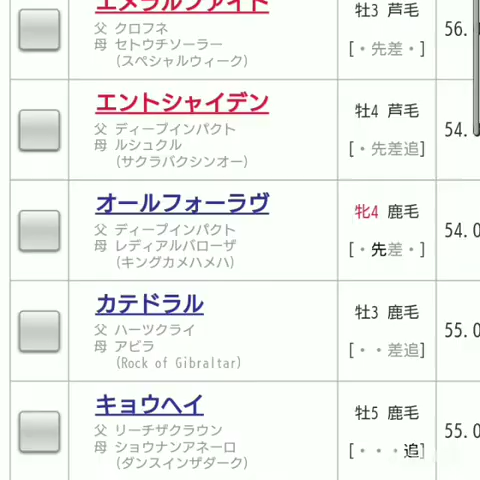 エメラルファイト 牡3 芦毛
父 クロフネ 56.
母 セトウチソーラー [・先差・]
(スペシャルウィーク)
エントシャイデン 牡4 芦毛
父 ディープインパクト 54.
母 ルシュクル [・先差追]
(サクラバクシンオー)
オールフォーラヴ 牝4 鹿毛
父 ディープインパクト 54.0
母 レディアルバローザ [・先差・]
(キングカメハメハ)
カテドラル 牡3 鹿毛
父 ハーツクライ 55.0
母 アビラ [・・差追]
(Rock of Gibraltar)
キョウヘイ 牡5 鹿毛
父 リーチザクラウン 55.0
母 ショウナンアネーロ [・・・追]
(ダンスインザダーク)